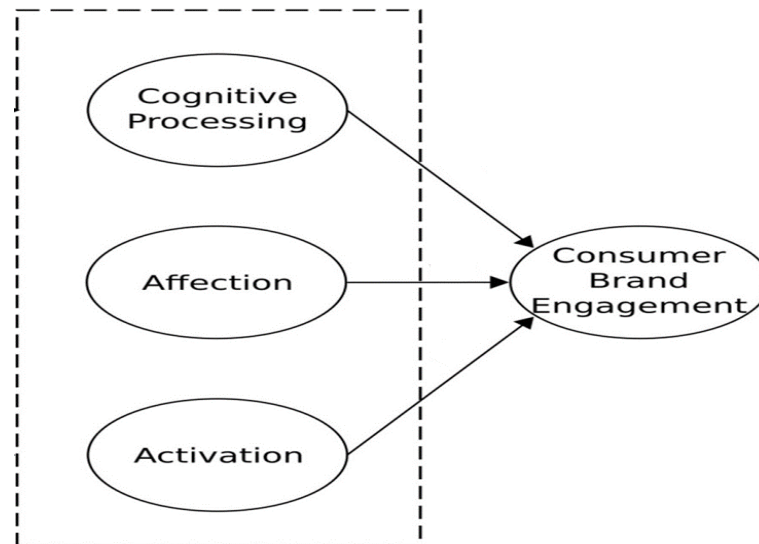 Cognitive
Processing
Affection
Activation
Consumer
Brand
Engagement